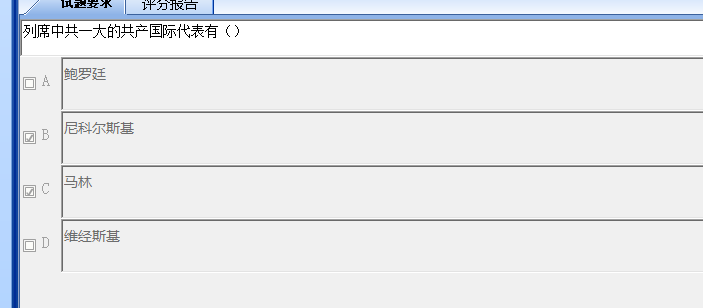 试题要求 评分报告
列席中共一大的共产国际代表有（）
A 鲍罗廷
B 尼科尔斯基
C 马林
D 维经斯基